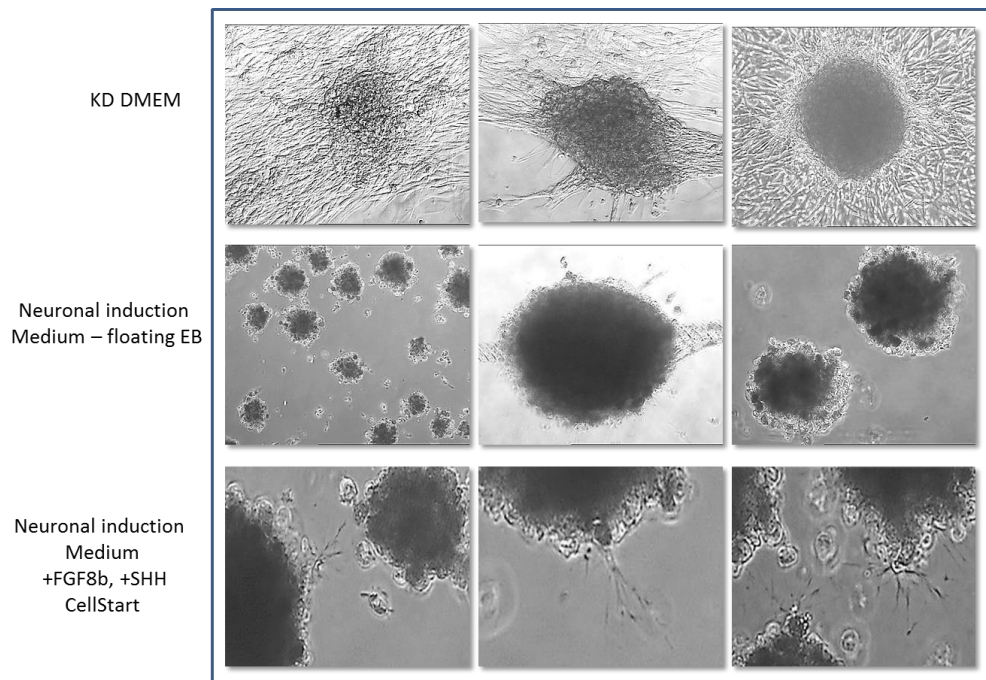 KD DMEM
Neuronal induction
Medium – floating EB
Neuronal induction
Medium
+FGF8b, +SHH
CellStart